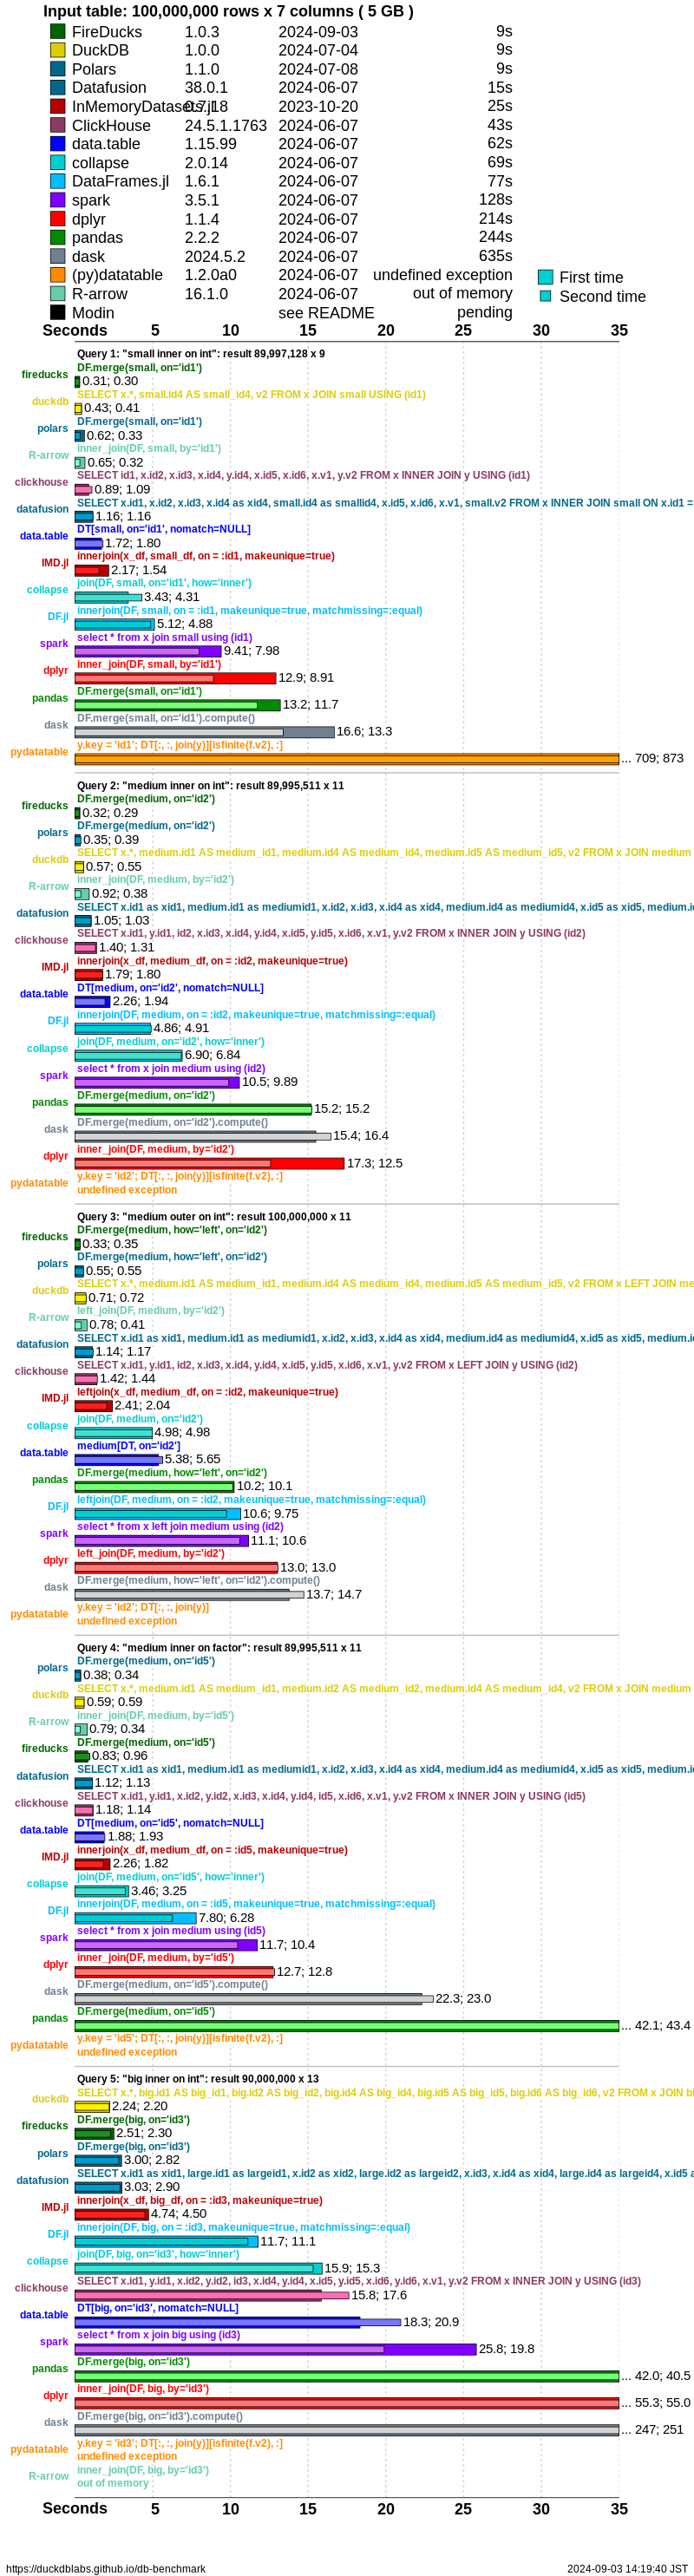 Input table: 100,000,000 rows x 7 columns ( 5 GB )
FireDucks 1.0.3 2024-09-03 9s
DuckDB 1.0.0 2024-07-04 9s
Polars 1.1.0 2024-07-08 9s
Datafusion 38.0.1 2024-06-07 15s
InMemoryDatasets.jl 0.7.18 2023-10-20 25s
ClickHouse 24.5.1.1763 2024-06-07 43s
data.table 1.15.99 2024-06-07 62s
collapse 2.0.14 2024-06-07 69s
DataFrames.jl 1.6.1 2024-06-07 77s
spark 3.5.1 2024-06-07 128s
dplyr 1.1.4 2024-06-07 214s
pandas 2.2.2 2024-06-07 244s
dask 2024.5.2 2024-06-07 635s
(py)datatable 1.2.0a0 2024-06-07 undefined exception
R-arrow 16.1.0 2024-06-07 out of memory
Modin see README pending
First time
Second time
Seconds 5 10 15 20 25 30 35
Query 1: "small inner on int": result 89,997,128 x 9
DF.merge(small, on='id1')
fireducks 0.31; 0.30
SELECT x.*, small.id4 AS small_id4, v2 FROM x JOIN small USING (id1)
duckdb 0.43; 0.41
DF.merge(small, on='id1')
polars 0.62; 0.33
inner_join(DF, small, by='id1')
R-arrow 0.65; 0.32
SELECT id1, x.id2, x.id3, x.id4, y.id4, x.id5, x.id6, x.v1, y.v2 FROM x INNER JOIN y USING (id1)
clickhouse 0.89; 1.09
SELECT x.id1, x.id2, x.id3, x.id4 as xid4, small.id4 as smallid4, x.id5, x.id6, x.v1, small.v2 FROM x INNER JOIN small ON x.id1 =
datafusion 1.16; 1.16
DT[small, on='id1', nomatch=NULL]
data.table 1.72; 1.80
innerjoin(x_df, small_df, on = :id1, makeunique=true)
IMD.jl 2.17; 1.54
join(DF, small, on='id1', how='inner')
collapse 3.43; 4.31
innerjoin(DF, small, on = :id1, makeunique=true, matchmissing=:equal)
DF.jl 5.12; 4.88
select * from x join small using (id1)
spark 9.41; 7.98
inner_join(DF, small, by='id1')
dplyr 12.9; 8.91
DF.merge(small, on='id1')
pandas 13.2; 11.7
DF.merge(small, on='id1').compute()
dask 16.6; 13.3
y.key = 'id1'; DT[:, :, join(y)][isfinite(f.v2), :]
pydatatable ... 709; 873
Query 2: "medium inner on int": result 89,995,511 x 11
DF.merge(medium, on='id2')
fireducks 0.32; 0.29
DF.merge(medium, on='id2')
polars 0.35; 0.39
SELECT x.*, medium.id1 AS medium_id1, medium.id4 AS medium_id4, medium.id5 AS medium_id5, v2 FROM x JOIN medium
duckdb 0.57; 0.55
inner_join(DF, medium, by='id2')
R-arrow 0.92; 0.38
SELECT x.id1 as xid1, medium.id1 as mediumid1, x.id2, x.id3, x.id4 as xid4, medium.id4 as mediumid4, x.id5 as xid5, medium.id
datafusion 1.05; 1.03
SELECT x.id1, y.id1, id2, x.id3, x.id4, y.id4, x.id5, y.id5, x.id6, x.v1, y.v2 FROM x INNER JOIN y USING (id2)
clickhouse 1.40; 1.31
innerjoin(x_df, medium_df, on = :id2, makeunique=true)
IMD.jl 1.79; 1.80
DT[medium, on='id2', nomatch=NULL]
data.table 2.26; 1.94
innerjoin(DF, medium, on = :id2, makeunique=true, matchmissing=:equal)
DF.jl 4.86; 4.91
join(DF, medium, on='id2', how='inner')
collapse 6.90; 6.84
select * from x join medium using (id2)
spark 10.5; 9.89
DF.merge(medium, on='id2')
pandas 15.2; 15.2
DF.merge(medium, on='id2').compute()
dask 15.4; 16.4
inner_join(DF, medium, by='id2')
dplyr 17.3; 12.5
y.key = 'id2'; DT[:, :, join(y)][isfinite(f.v2), :]
pydatatable undefined exception
Query 3: "medium outer on int": result 100,000,000 x 11
DF.merge(medium, how='left', on='id2')
fireducks 0.33; 0.35
DF.merge(medium, how='left', on='id2')
polars 0.55; 0.55
SELECT x.*, medium.id1 AS medium_id1, medium.id4 AS medium_id4, medium.id5 AS medium_id5, v2 FROM x LEFT JOIN me
duckdb 0.71; 0.72
left_join(DF, medium, by='id2')
R-arrow 0.78; 0.41
SELECT x.id1 as xid1, medium.id1 as mediumid1, x.id2, x.id3, x.id4 as xid4, medium.id4 as mediumid4, x.id5 as xid5, medium.id
datafusion 1.14; 1.17
SELECT x.id1, y.id1, id2, x.id3, x.id4, y.id4, x.id5, y.id5, x.id6, x.v1, y.v2 FROM x LEFT JOIN y USING (id2)
clickhouse 1.42; 1.44
leftjoin(x_df, medium_df, on = :id2, makeunique=true)
IMD.jl 2.41; 2.04
join(DF, medium, on='id2')
collapse 4.98; 4.98
medium[DT, on='id2']
data.table 5.38; 5.65
DF.merge(medium, how='left', on='id2')
pandas 10.2; 10.1
leftjoin(DF, medium, on = :id2, makeunique=true, matchmissing=:equal)
DF.jl 10.6; 9.75
select * from x left join medium using (id2)
spark 11.1; 10.6
left_join(DF, medium, by='id2')
dplyr 13.0; 13.0
DF.merge(medium, how='left', on='id2').compute()
dask 13.7; 14.7
y.key = 'id2'; DT[:, :, join(y)]
pydatatable undefined exception
Query 4: "medium inner on factor": result 89,995,511 x 11
DF.merge(medium, on='id5')
polars 0.38; 0.34
SELECT x.*, medium.id1 AS medium_id1, medium.id2 AS medium_id2, medium.id4 AS medium_id4, v2 FROM x JOIN medium
duckdb 0.59; 0.59
inner_join(DF, medium, by='id5')
R-arrow 0.79; 0.34
DF.merge(medium, on='id5')
fireducks 0.83; 0.96
SELECT x.id1 as xid1, medium.id1 as mediumid1, x.id2, x.id3, x.id4 as xid4, medium.id4 as mediumid4, x.id5 as xid5, medium.id
datafusion 1.12; 1.13
SELECT x.id1, y.id1, x.id2, y.id2, x.id3, x.id4, y.id4, id5, x.id6, x.v1, y.v2 FROM x INNER JOIN y USING (id5)
clickhouse 1.18; 1.14
DT[medium, on='id5', nomatch=NULL]
data.table 1.88; 1.93
innerjoin(x_df, medium_df, on = :id5, makeunique=true)
IMD.jl 2.26; 1.82
join(DF, medium, on='id5', how='inner')
collapse 3.46; 3.25
innerjoin(DF, medium, on = :id5, makeunique=true, matchmissing=:equal)
DF.jl 7.80; 6.28
select * from x join medium using (id5)
spark 11.7; 10.4
inner_join(DF, medium, by='id5')
dplyr 12.7; 12.8
DF.merge(medium, on='id5').compute()
dask 22.3; 23.0
DF.merge(medium, on='id5')
pandas ... 42.1; 43.4
y.key = 'id5'; DT[:, :, join(y)][isfinite(f.v2), :]
pydatatable undefined exception
Query 5: "big inner on int": result 90,000,000 x 13
SELECT x.*, big.id1 AS big_id1, big.id2 AS big_id2, big.id4 AS big_id4, big.id5 AS big_id5, big.id6 AS big_id6, v2 FROM x JOIN bi
duckdb 2.24; 2.20
DF.merge(big, on='id3')
fireducks 2.51; 2.30
DF.merge(big, on='id3')
polars 3.00; 2.82
SELECT x.id1 as xid1, large.id1 as largeid1, x.id2 as xid2, large.id2 as largeid2, x.id3, x.id4 as xid4, large.id4 as largeid4, x.id5 a
datafusion 3.03; 2.90
innerjoin(x_df, big_df, on = :id3, makeunique=true)
IMD.jl 4.74; 4.50
innerjoin(DF, big, on = :id3, makeunique=true, matchmissing=:equal)
DF.jl 11.7; 11.1
join(DF, big, on='id3', how='inner')
collapse 15.9; 15.3
SELECT x.id1, y.id1, x.id2, y.id2, id3, x.id4, y.id4, x.id5, y.id5, x.id6, y.id6, x.v1, y.v2 FROM x INNER JOIN y USING (id3)
clickhouse 15.8; 17.6
DT[big, on='id3', nomatch=NULL]
data.table 18.3; 20.9
select * from x join big using (id3)
spark 25.8; 19.8
DF.merge(big, on='id3')
pandas ... 42.0; 40.5
inner_join(DF, big, by='id3')
dplyr ... 55.3; 55.0
DF.merge(big, on='id3').compute()
dask ... 247; 251
y.key = 'id3'; DT[:, :, join(y)][isfinite(f.v2), :]
pydatatable undefined exception
inner_join(DF, big, by='id3')
R-arrow out of memory
Seconds 5 10 15 20 25 30 35
https://duckdblabs.github.io/db-benchmark 2024-09-03 14:19:40 JST